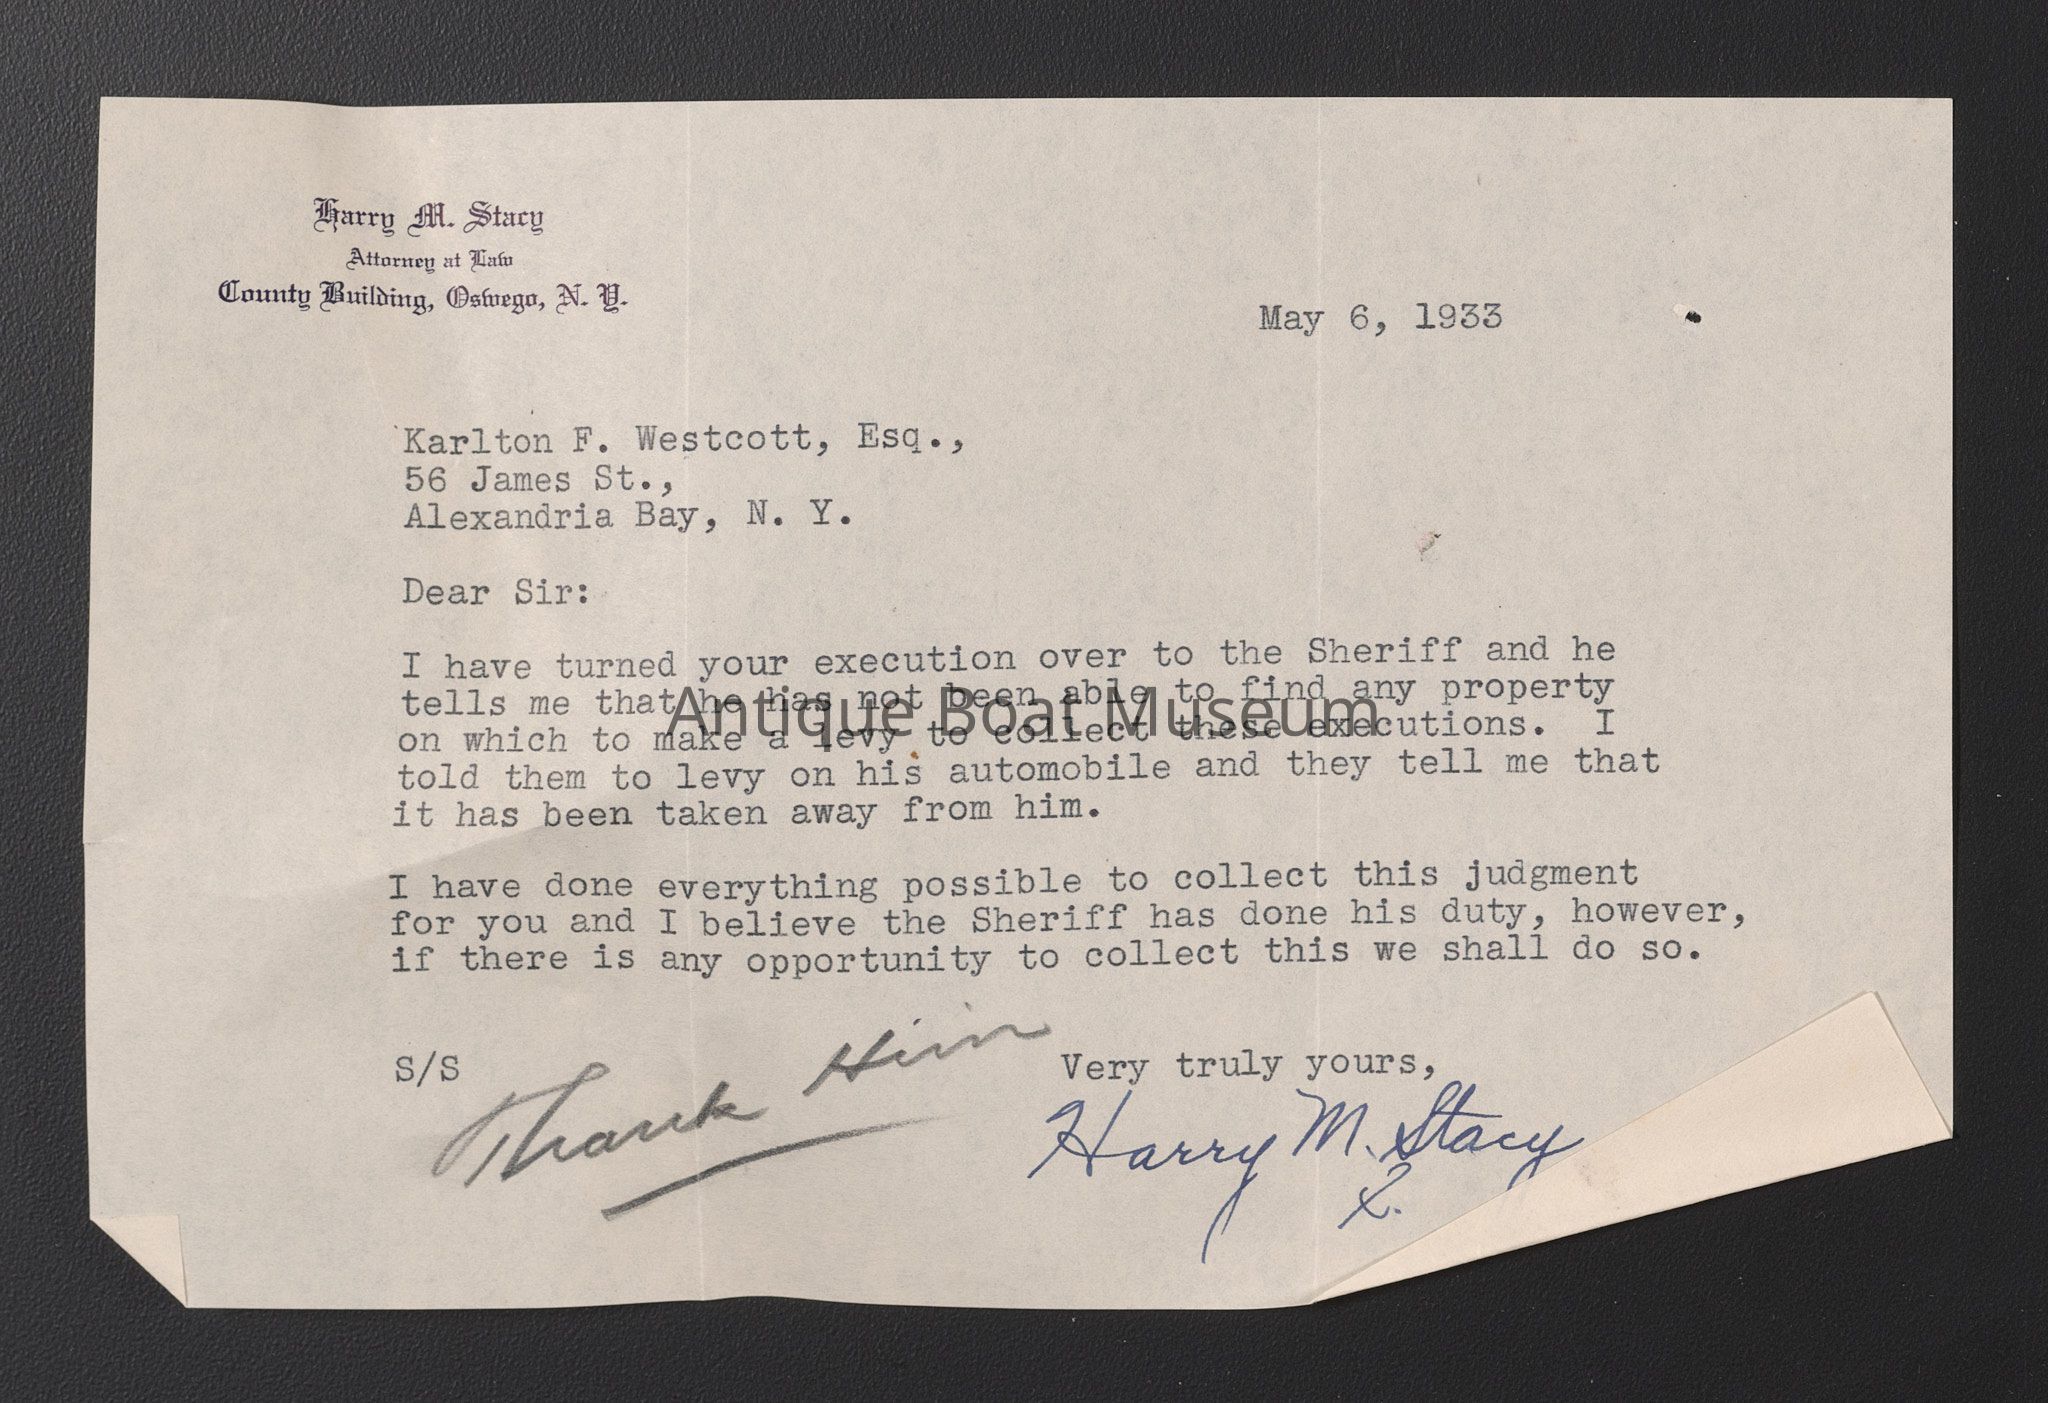 Harry M. Stacy
Attorney at Law
County Building, Oswego, N. Y.
May 6, 1933
Karlton F. Westcott, Esq.,
56 James St.,
Alexandria Bay, N. Y.
Dear Sir:
I have turned your execution over to the Sheriff and he
tells me that he has not been able to find any property
on which to make a levy to collect these executions. I
told them to levy on his automobile and they tell me that
it has been taken away from him.
Antique Boat Museum
I have done everything possible to collect this judgment
for you and I believe the Sheriff has done his duty, however,
if there is any opportunity to collect this we shall do so.
S/S
Thank Him
Very truly yours,
Harry M. Stacy